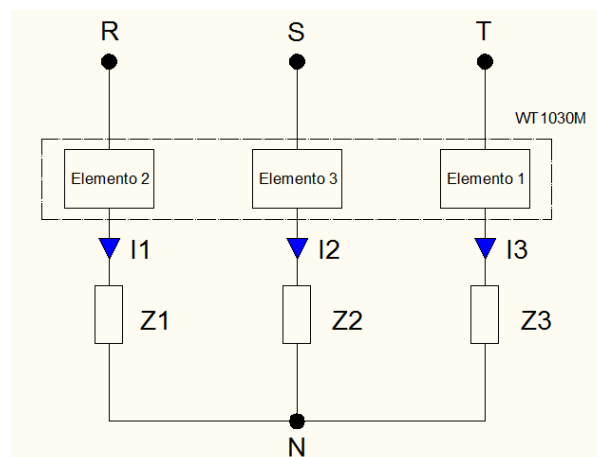 R S T
WT1030M
Elemento 2 Elemento 3 Elemento 1
I1 I2 I3
Z1 Z2 Z3
N